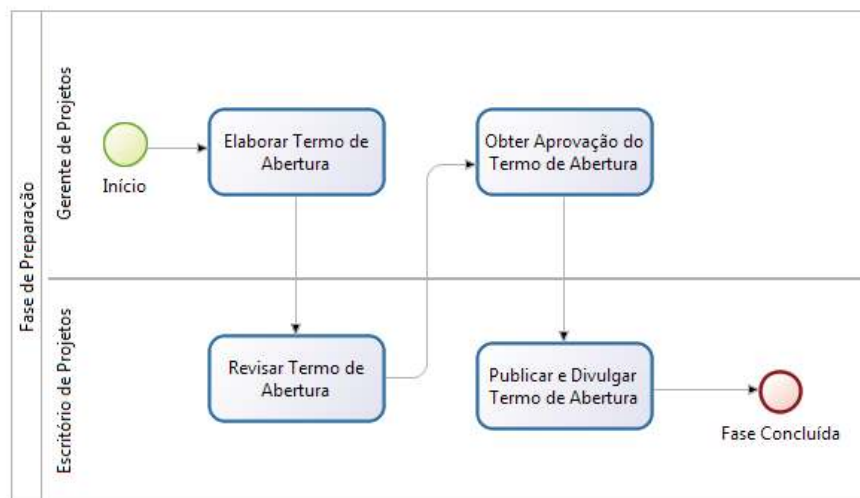 Fase de Preparação
Gerente de Projetos
Início
Elaborar Termo de
Abertura
Obter Aprovação do
Termo de Abertura
Escritório de Projetos
Revisar Termo de
Abertura
Publicar e Divulgar
Termo de Abertura
Fase Concluída